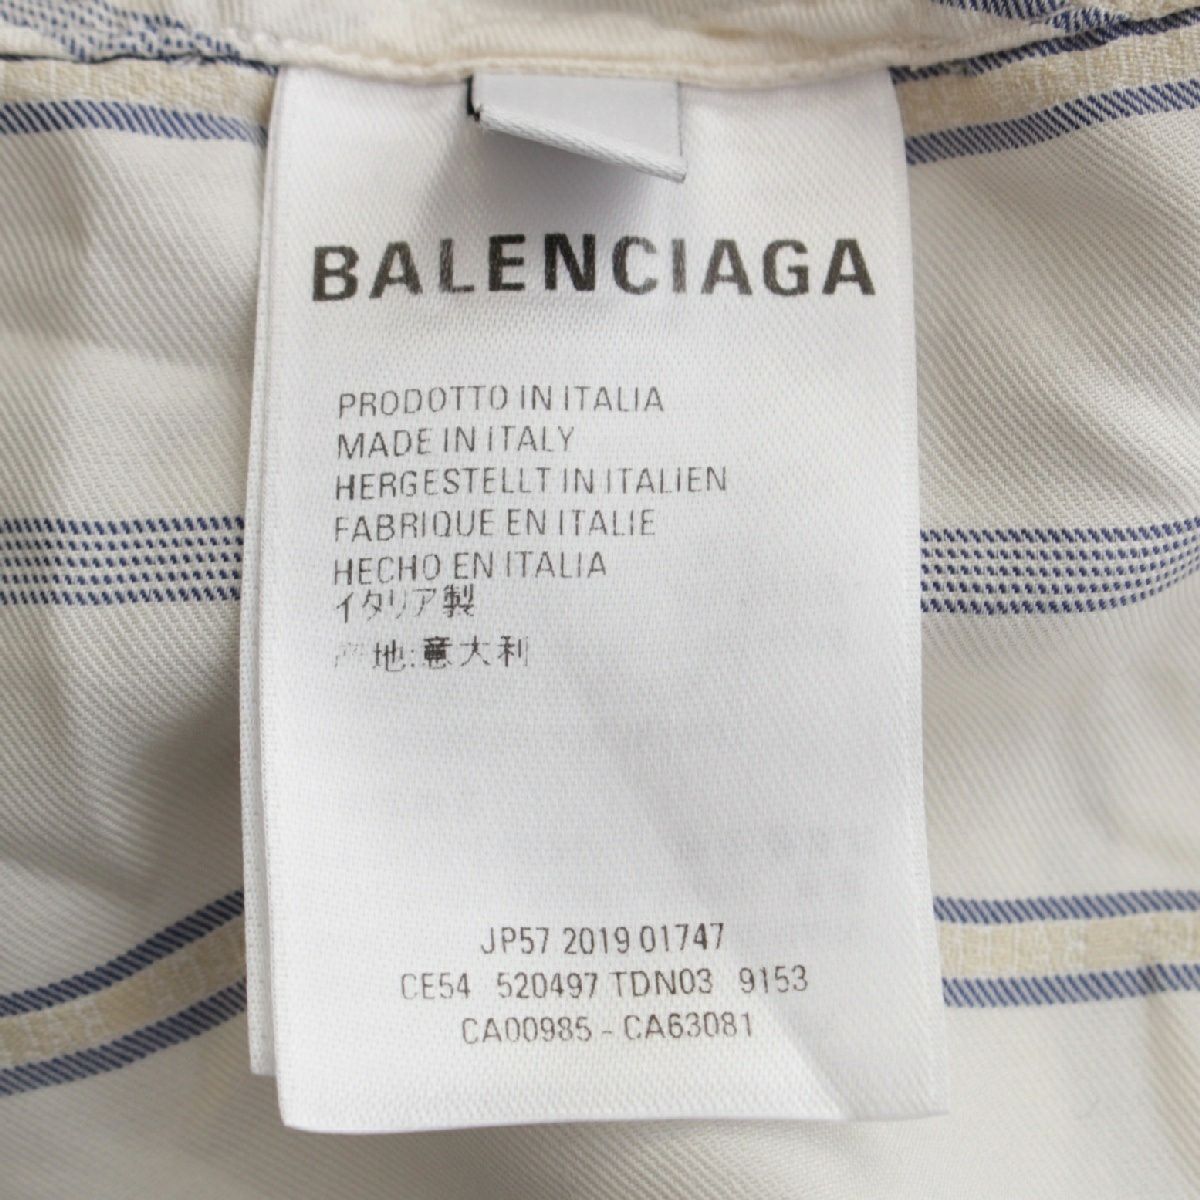 BALENCIAGA
PRODOTTO IN ITALIA
MADE IN ITALY
HERGESTELLT IN ITALIEN
FABRIQUE EN ITALIE
HECHO EN ITALIA
イタリア製
产地:意大利
JP57 2019 01747
CE54 520497 TDN03 9153
CA00985 - CA63081